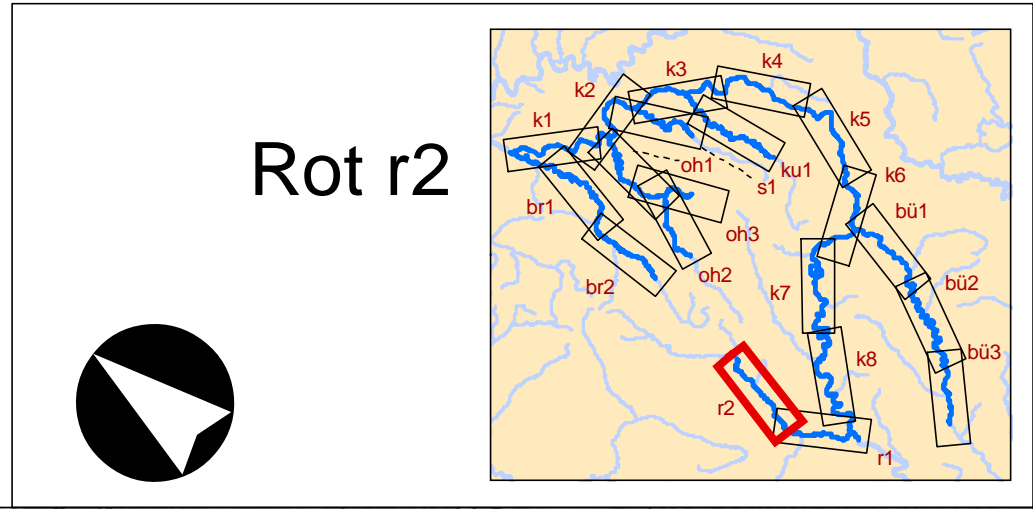 Rot r2
k1
k2
k3
k4
k5
k6
oh1
s1
ku1
br1
bü1
oh3
oh2
br2
k7
bü2
bü3
k8
r2
r1